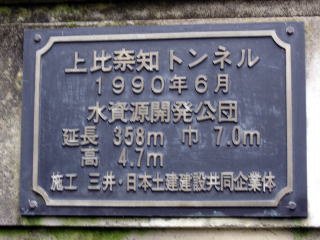 上比奈知トンネル
1990年6月
水資源開発公団
延長 358m 巾 7.0m
高 4.7m
施工 三井・日本土建建設共同企業体